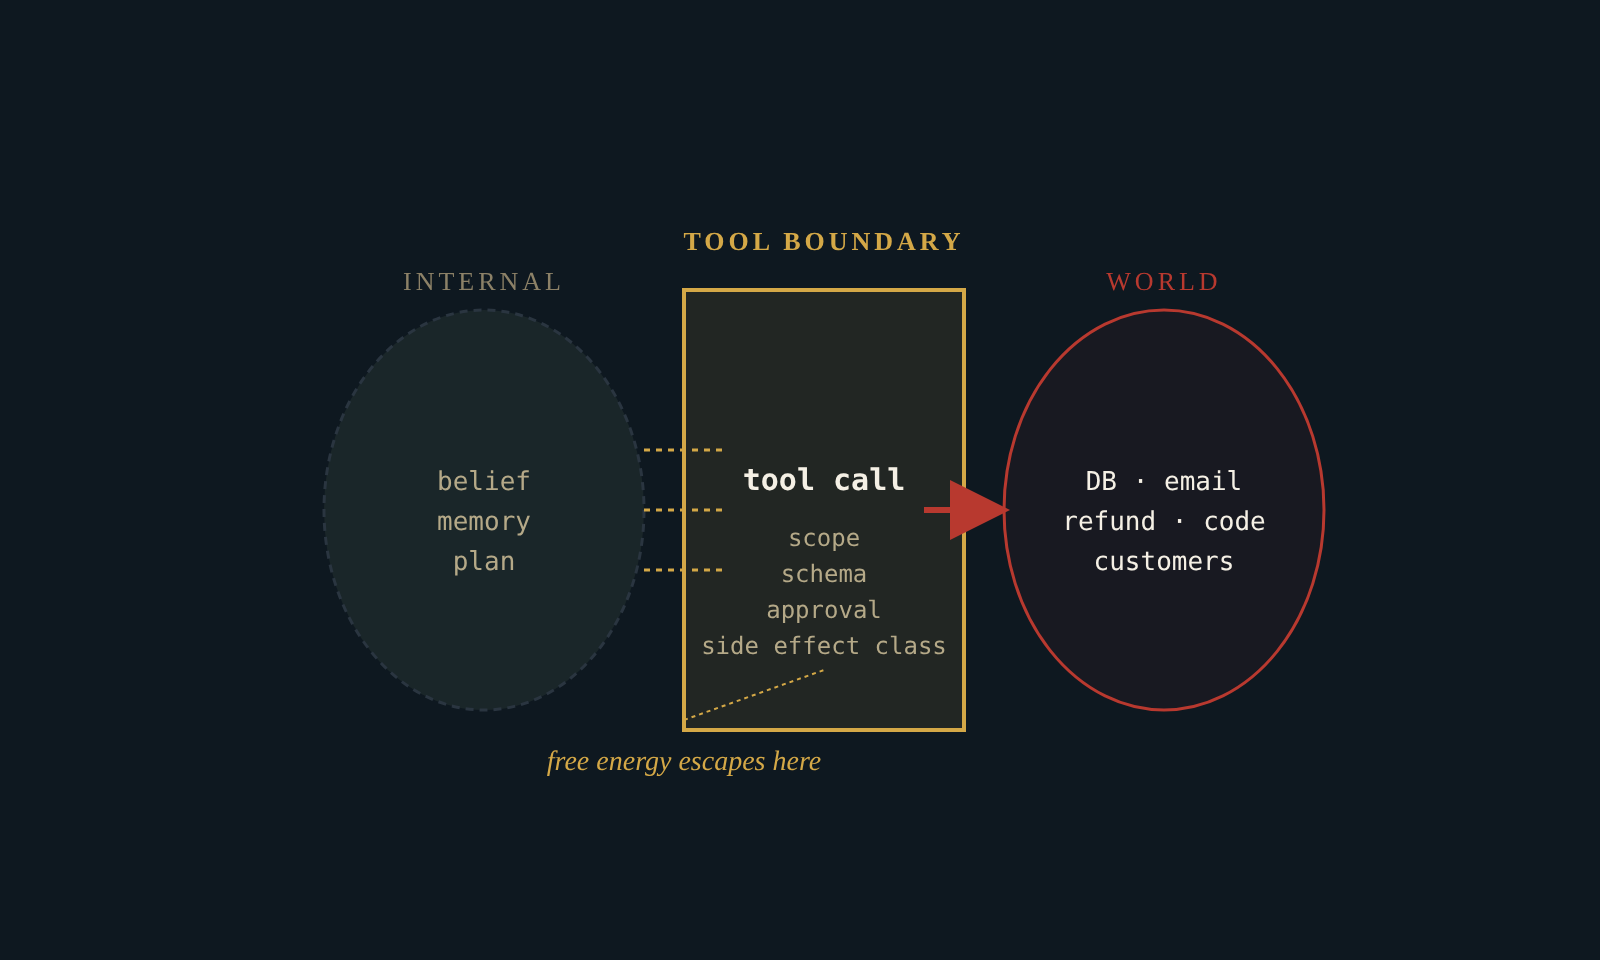 TOOL BOUNDARY
INTERNAL
WORLD
belief
memory
plan
tool call
scope
schema
approval
side effect class
DB · email
refund · code
customers
free energy escapes here